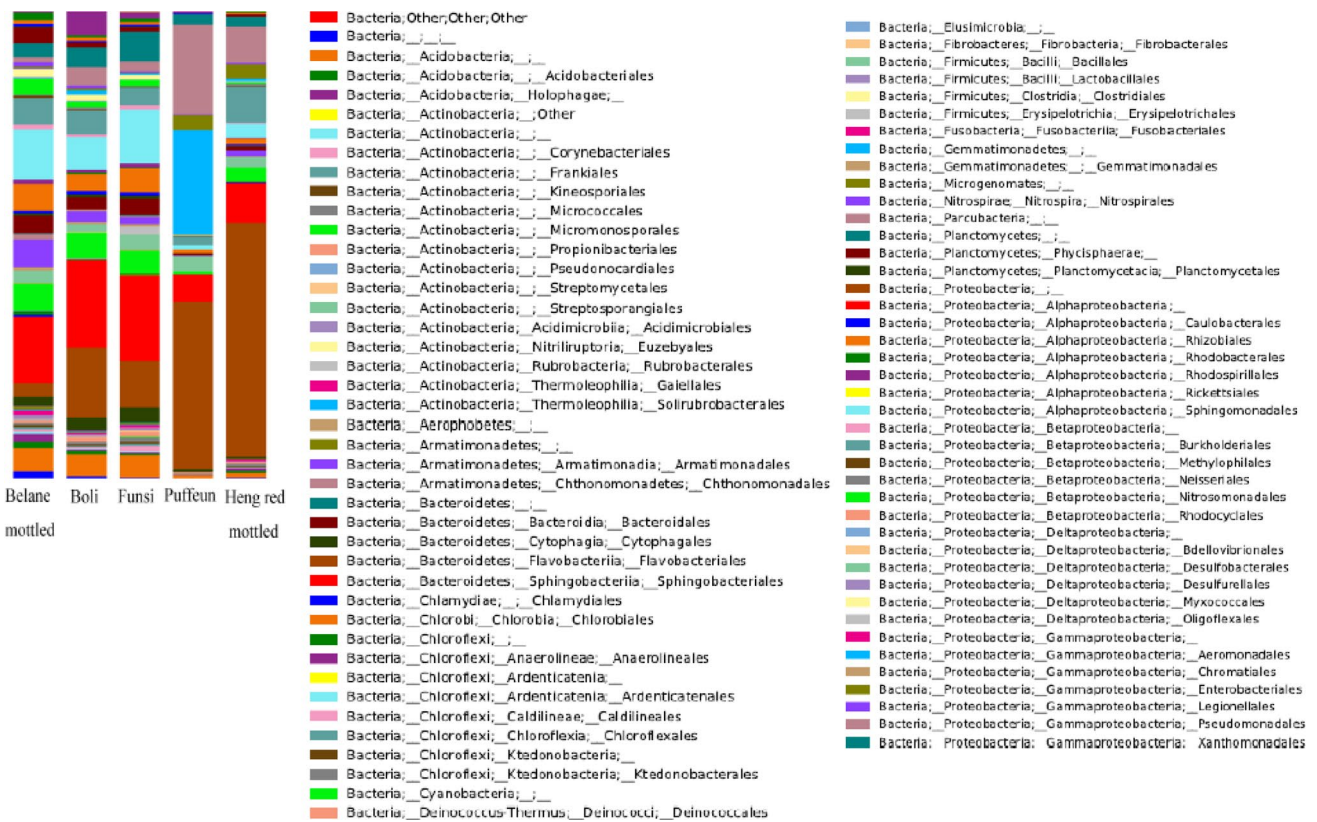 Belane
mottled
Boli
Funsi
Puffeun
Heng red
mottled
Bacteria;Other;Other;Other
Bacteria;__;__;__
Bacteria;__Acidobacteria;__;__
Bacteria;__Acidobacteria;__;__Acidobacteriales
Bacteria;__Acidobacteria;__Holophagae;__
Bacteria;__Actinobacteria;__;Other
Bacteria;__Actinobacteria;__;__
Bacteria;__Actinobacteria;__;__Corynebacteriales
Bacteria;__Actinobacteria;__;__Frankiales
Bacteria;__Actinobacteria;__;__Kineosporiales
Bacteria;__Actinobacteria;__;__Micrococcales
Bacteria;__Actinobacteria;__;__Micromonosporales
Bacteria;__Actinobacteria;__;__Propionibacteriales
Bacteria;__Actinobacteria;__;__Pseudonocardiales
Bacteria;__Actinobacteria;__;__Streptomycetales
Bacteria;__Actinobacteria;__;__Streptosporangiales
Bacteria;__Actinobacteria;__Acidimicrobiia;__Acidimicrobiales
Bacteria;__Actinobacteria;__Nitriliruptoria;__Euzebyales
Bacteria;__Actinobacteria;__Rubrobacteria;__Rubrobacterales
Bacteria;__Actinobacteria;__Thermoleophilia;__Gaiellales
Bacteria;__Actinobacteria;__Thermoleophilia;__Solirubrobacterales
Bacteria;__Aerophobetes;__;__
Bacteria;__Armatimonadetes;__;__
Bacteria;__Armatimonadetes;__Armatimonadia;__Armatimonadales
Bacteria;__Armatimonadetes;__Chthonomonadetes;__Chthonomonadales
Bacteria;__Bacteroidetes;__;__
Bacteria;__Bacteroidetes;__Bacteroidia;__Bacteroidales
Bacteria;__Bacteroidetes;__Cytophagia;__Cytophagales
Bacteria;__Bacteroidetes;__Flavobacteriia;__Flavobacteriales
Bacteria;__Bacteroidetes;__Sphingobacteriia;__Sphingobacteriales
Bacteria;__Chlamydiae;__;__Chlamydiales
Bacteria;__Chlorobi;__Chlorobia;__Chlorobiales
Bacteria;__Chloroflexi;__;__
Bacteria;__Chloroflexi;__Anaerolineae;__Anaerolineales
Bacteria;__Chloroflexi;__Ardenticatenia;__
Bacteria;__Chloroflexi;__Ardenticatenia;__Ardenticatenales
Bacteria;__Chloroflexi;__Caldilineae;__Caldilineales
Bacteria;__Chloroflexi;__Chloroflexia;__Chloroflexales
Bacteria;__Chloroflexi;__Ktedonobacteria;__
Bacteria;__Chloroflexi;__Ktedonobacteria;__Ktedonobacterales
Bacteria;__Cyanobacteria;__;__
Bacteria;__Deinococcus-Thermus;__Deinococci;__Deinococcales
Bacteria;__Elusimicrobia;__;__
Bacteria;__Fibrobacteres;__Fibrobacteria;__Fibrobacterales
Bacteria;__Firmicutes;__Bacilli;__Bacillales
Bacteria;__Firmicutes;__Bacilli;__Lactobacillales
Bacteria;__Firmicutes;__Clostridia;__Clostridiales
Bacteria;__Firmicutes;__Erysipelotrichia;__Erysipelotrichales
Bacteria;__Fusobacteria;__Fusobacteriia;__Fusobacteriales
Bacteria;__Gemmatimonadetes;__;__
Bacteria;__Gemmatimonadetes;__;__Gemmatimonadales
Bacteria;__Microgenomates;__;__
Bacteria;__Nitrospirae;__Nitrospira;__Nitrospirales
Bacteria;__Parcubacteria;__;__
Bacteria;__Planctomycetes;__;__
Bacteria;__Planctomycetes;__Phycisphaerae;__
Bacteria;__Planctomycetes;__Planctomycetacia;__Planctomycetales
Bacteria;__Proteobacteria;__;__
Bacteria;__Proteobacteria;__Alphaproteobacteria;__
Bacteria;__Proteobacteria;__Alphaproteobacteria;__Caulobacterales
Bacteria;__Proteobacteria;__Alphaproteobacteria;__Rhizobiales
Bacteria;__Proteobacteria;__Alphaproteobacteria;__Rhodobacterales
Bacteria;__Proteobacteria;__Alphaproteobacteria;__Rhodospirillales
Bacteria;__Proteobacteria;__Alphaproteobacteria;__Rickettsiales
Bacteria;__Proteobacteria;__Alphaproteobacteria;__Sphingomonadales
Bacteria;__Proteobacteria;__Betaproteobacteria;__
Bacteria;__Proteobacteria;__Betaproteobacteria;__Burkholderiales
Bacteria;__Proteobacteria;__Betaproteobacteria;__Methylophilales
Bacteria;__Proteobacteria;__Betaproteobacteria;__Neisseriales
Bacteria;__Proteobacteria;__Betaproteobacteria;__Nitrosomonadales
Bacteria;__Proteobacteria;__Betaproteobacteria;__Rhodocyclales
Bacteria;__Proteobacteria;__Deltaproteobacteria;__
Bacteria;__Proteobacteria;__Deltaproteobacteria;__Bdellovibrionales
Bacteria;__Proteobacteria;__Deltaproteobacteria;__Desulfobacterales
Bacteria;__Proteobacteria;__Deltaproteobacteria;__Desulfurellales
Bacteria;__Proteobacteria;__Deltaproteobacteria;__Myxococcales
Bacteria;__Proteobacteria;__Deltaproteobacteria;__Oligoflexales
Bacteria;__Proteobacteria;__Gammaproteobacteria;__
Bacteria;__Proteobacteria;__Gammaproteobacteria;__Aeromonadales
Bacteria;__Proteobacteria;__Gammaproteobacteria;__Chromatiales
Bacteria;__Proteobacteria;__Gammaproteobacteria;__Enterobacteriales
Bacteria;__Proteobacteria;__Gammaproteobacteria;__Legionellales
Bacteria;__Proteobacteria;__Gammaproteobacteria;__Pseudomonadales
Bacteria; Proteobacteria; Gammaproteobacteria; Xanthomonadales